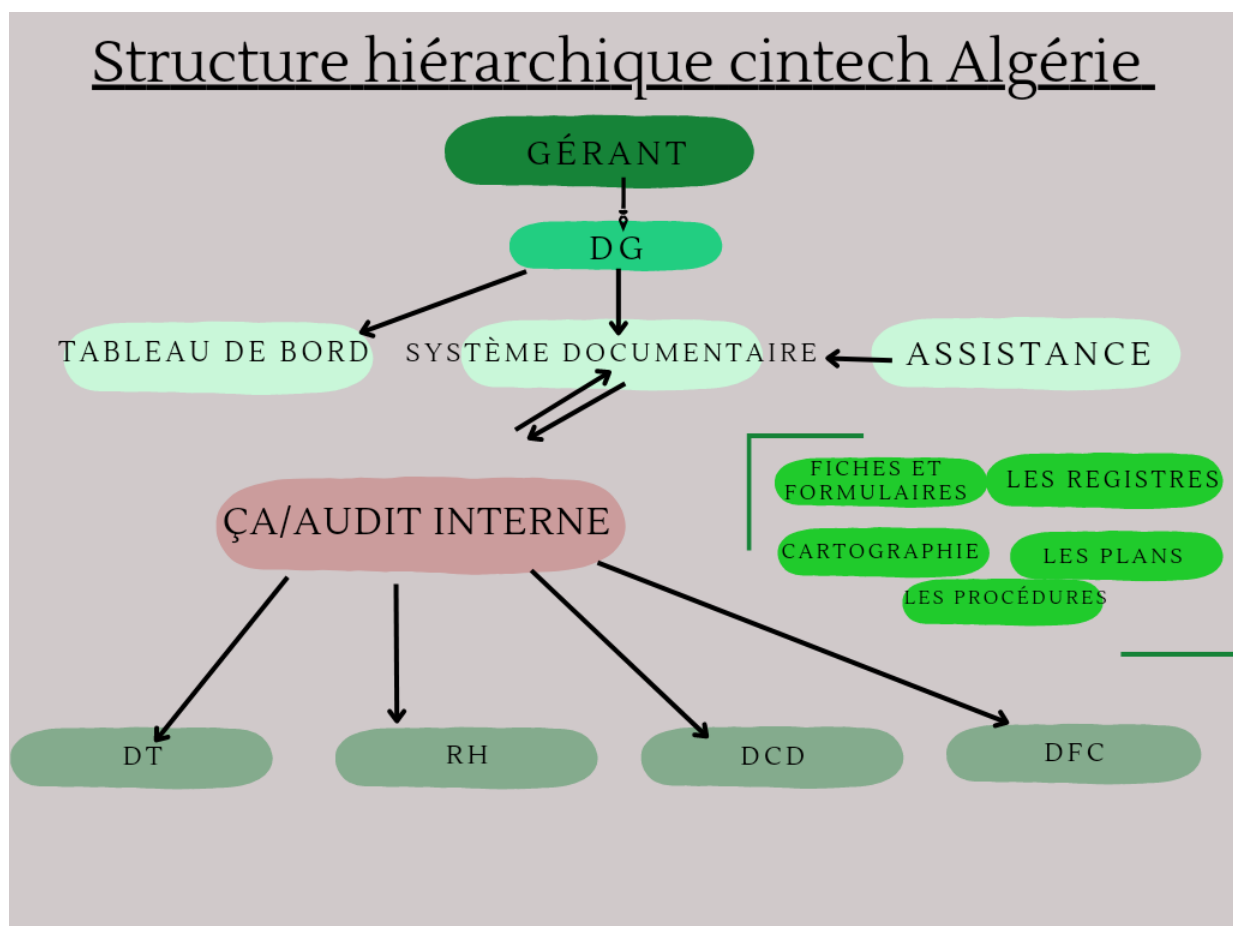 Structure hiérarchique cintech Algérie
GÉRANT
DG
TABLEAU DE BORD
SYSTÈME DOCUMENTAIRE
ASSISTANCE
FICHES ET
FORMULAIRES
LES REGISTRES
ÇA/AUDIT INTERNE
CARTOGRAPHIE
LES PLANS
LES PROCÉDURES
DT
RH
DCD
DFC